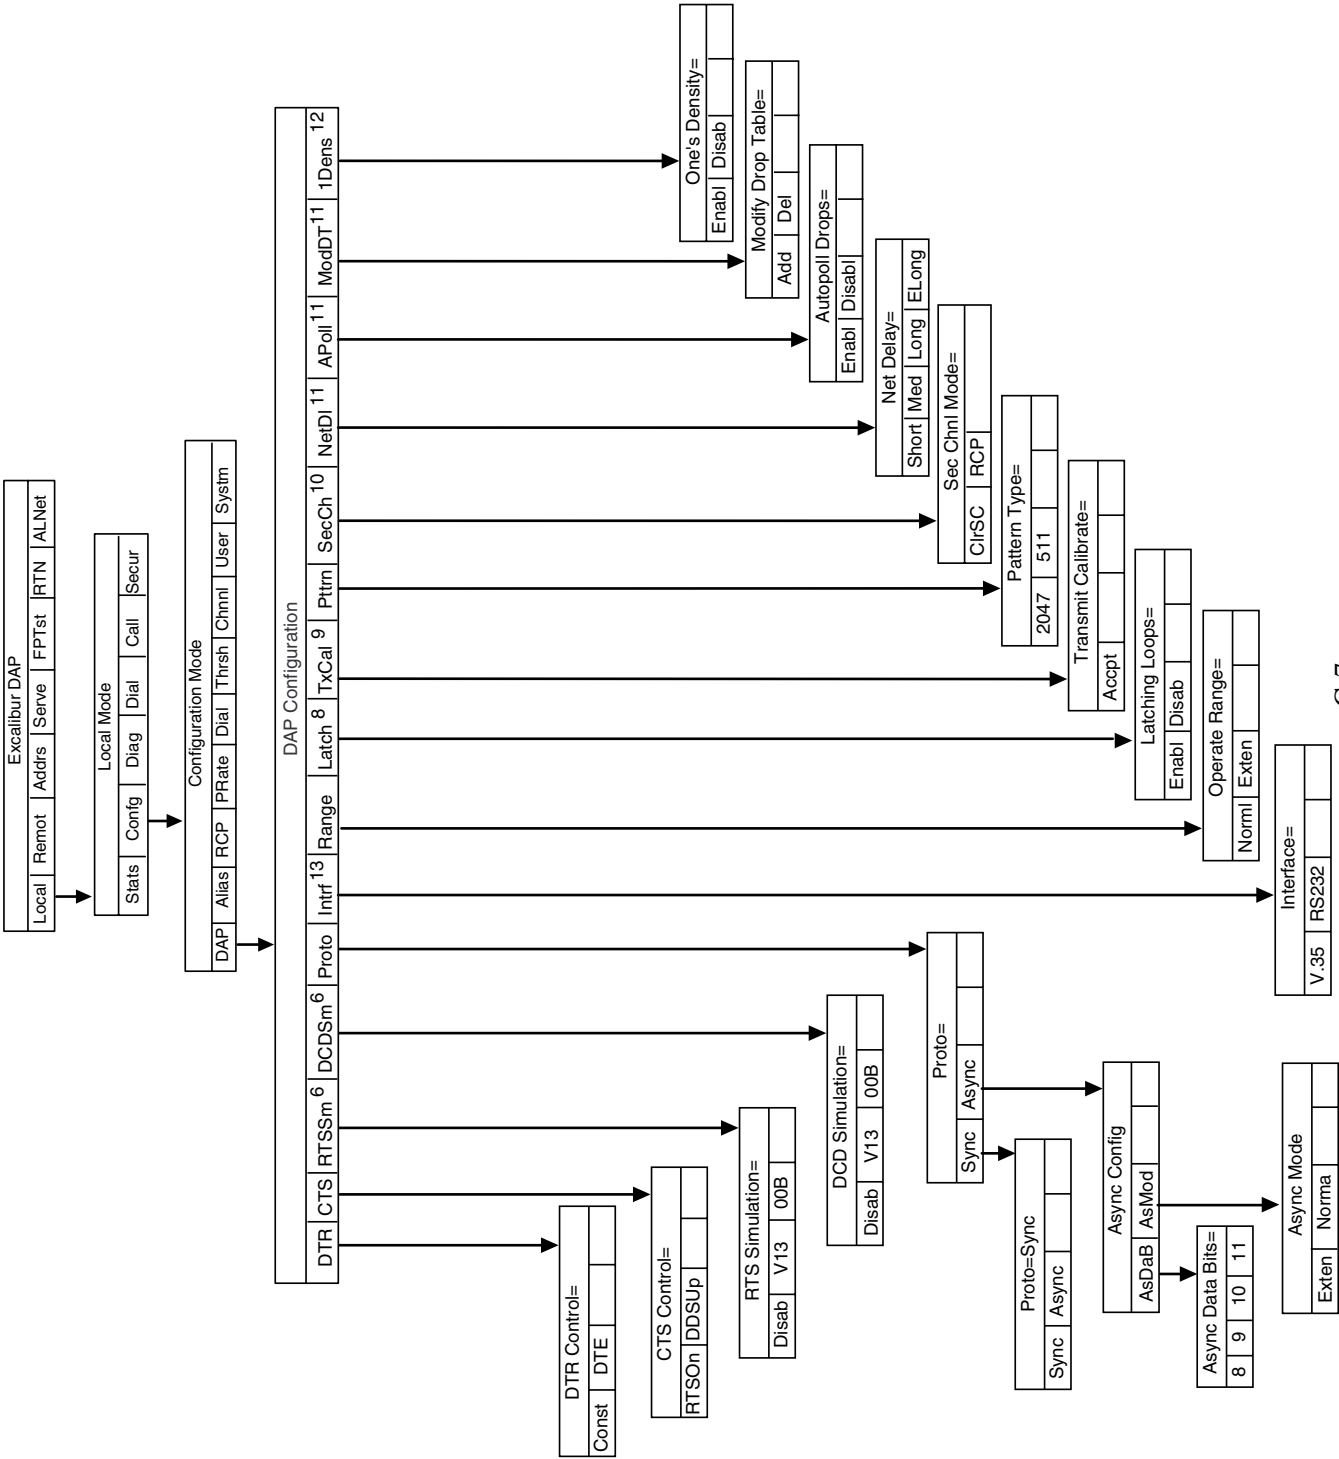 Excalibur DAP
Local Remot Addrs Serve FPTst RTN ALNet
Local Mode
Stats Confg Diag Dial Call Secur
Configuration Mode
DAP Alias RCP PRate Dial Thrsh Chnnl User Systm
DAP Configuration
DTR CTS RTSSm 6 DCDSm 6 Proto Intrf 13 Range Latch 8 TxCal 9 Pttrn SecCh 10 NetDl 11 APoll 11 ModDT 11 1Dens 12
DTR Control=
Const DTE
CTS Control=
RTSOn DDSUp
RTS Simulation=
Disab V13 00B
DCD Simulation=
Disab V13 00B
Proto=
Sync Async
Proto=Sync
Sync Async
Async Config
AsDaB AsMod
Async Data Bits=
8 9 10 11
Async Mode
Exten Norma
Interface=
V.35 RS232
Operate Range=
Norml Exten
Latching Loops=
Enabl Disab
Transmit Calibrate=
Accpt
Pattern Type=
2047 511
Sec Chnl Mode=
ClrSC RCP
Net Delay=
Short Med Long ELong
Autopoll Drops=
Enabl Disabl
Modify Drop Table=
Add Del
One's Density=
Enabl Disab